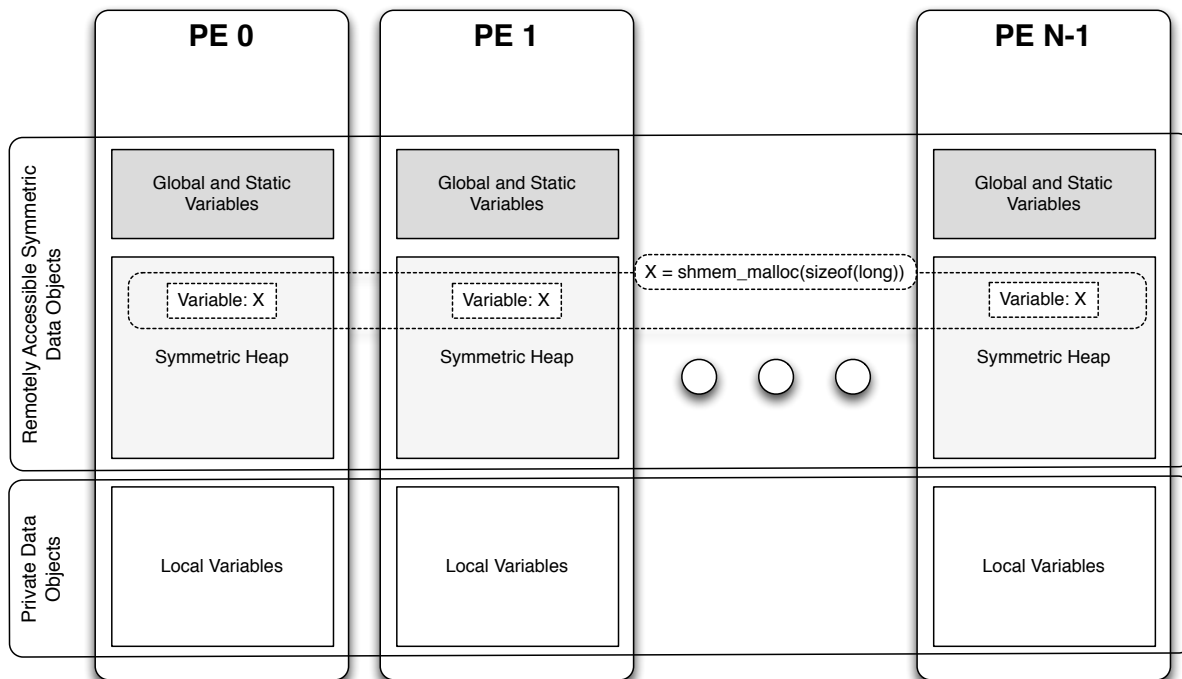 PE 0
PE 1
PE N-1
Remotely Accessible Symmetric
Data Objects
Global and Static
Variables
Global and Static
Variables
Global and Static
Variables
X = shmem_malloc(sizeof(long))
Variable: X
Variable: X
Variable: X
Symmetric Heap
Symmetric Heap
Symmetric Heap
Private Data
Objects
Local Variables
Local Variables
Local Variables